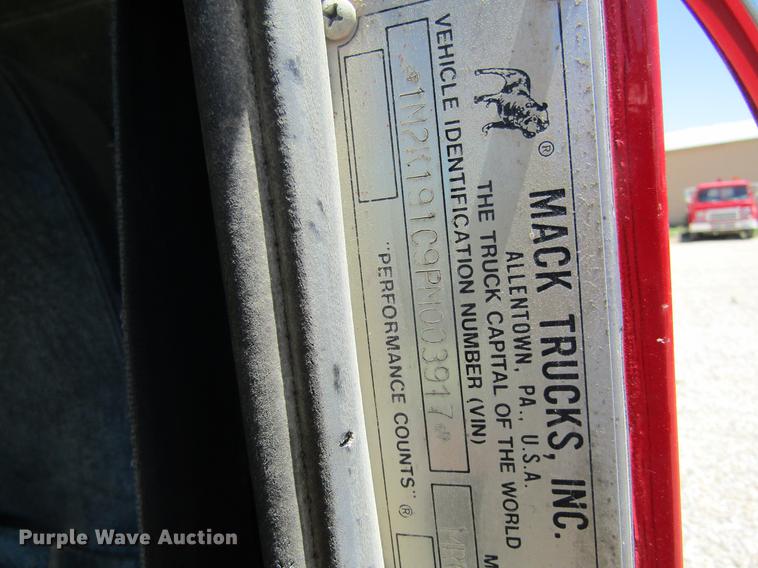 MACK TRUCKS, INC.
ALLENTOWN, PA., U.S.A.
THE TRUCK CAPITAL OF THE WORLD
VEHICLE IDENTIFICATION NUMBER (VIN)
*1M2K191C9PM003917*
"PERFORMANCE COUNTS" ®
®
Purple Wave Auction